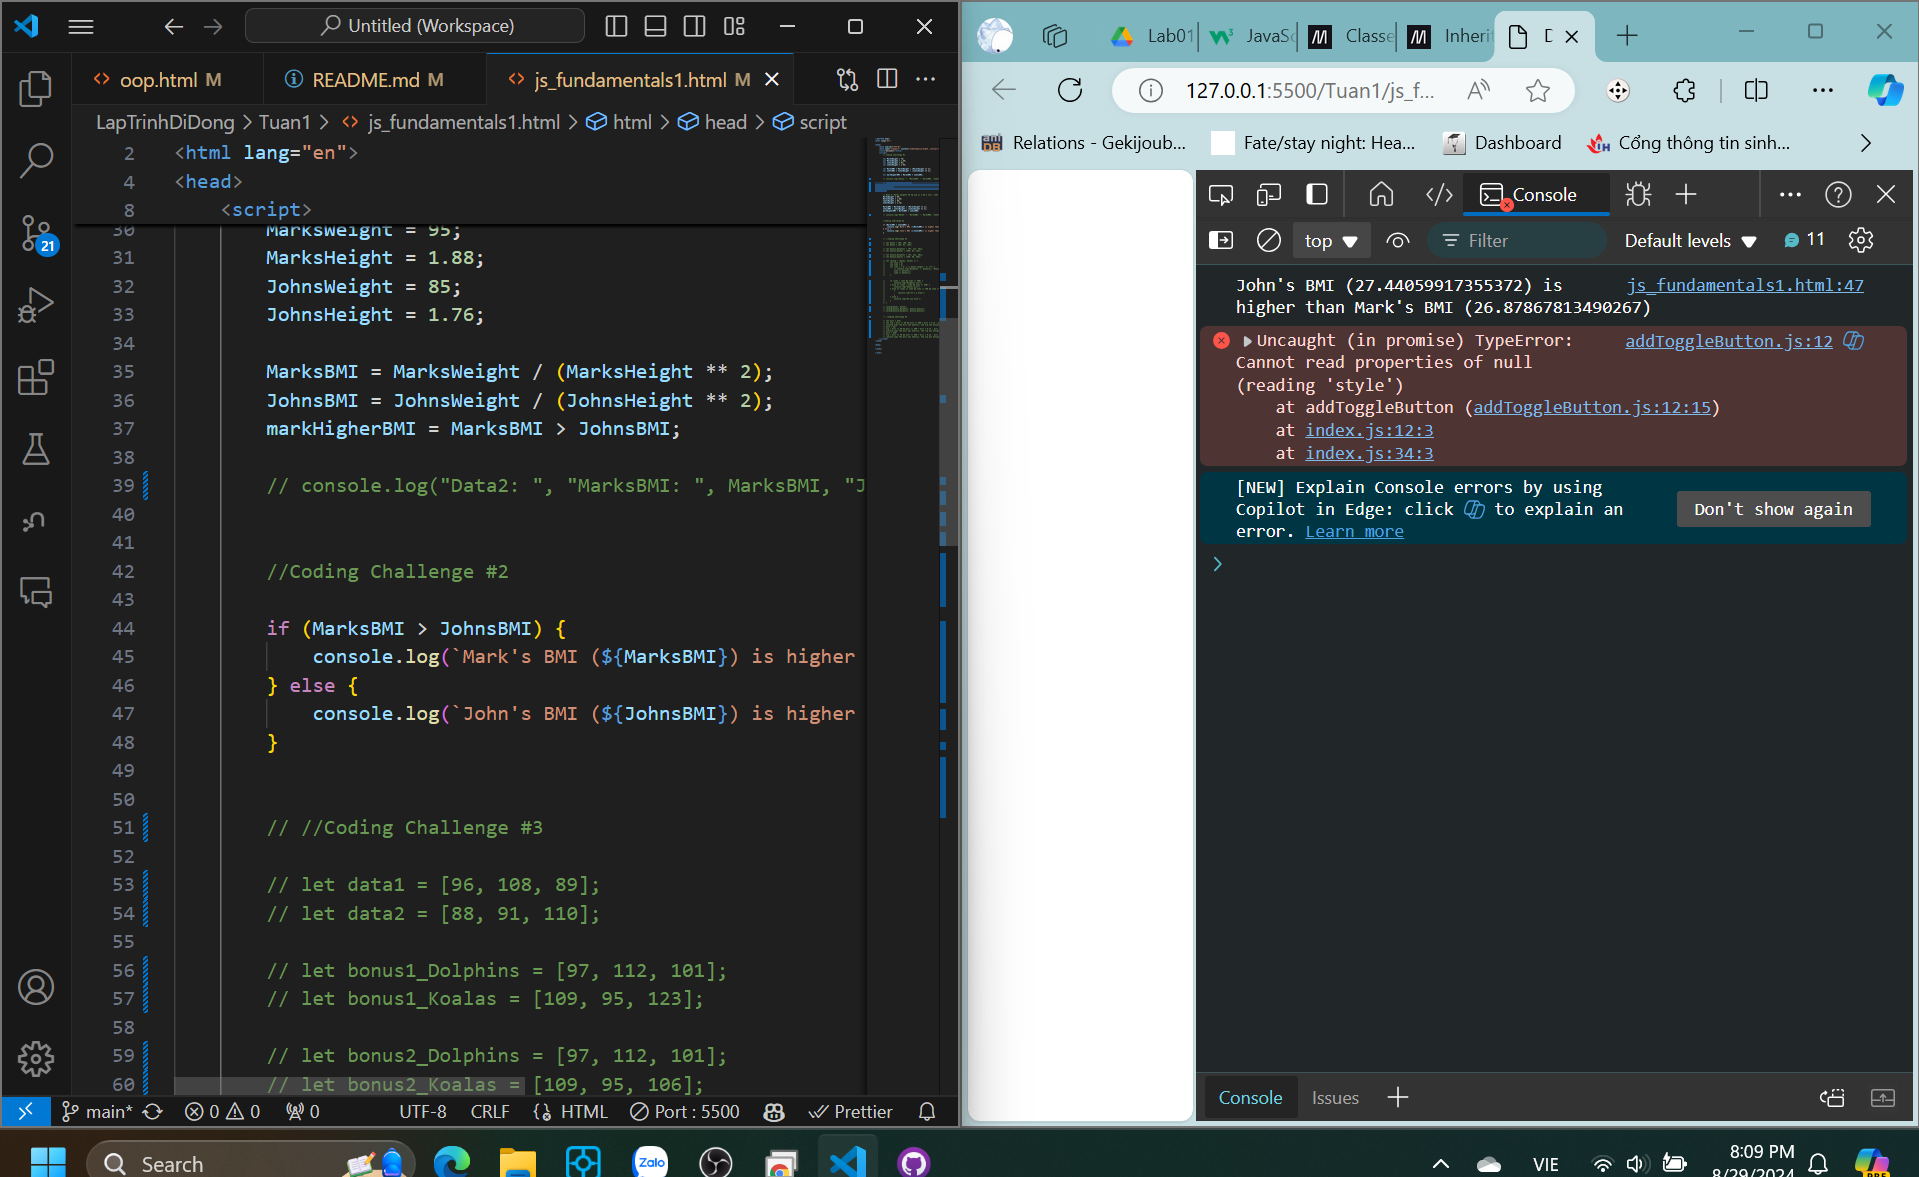 Untitled (Workspace)
oop.html M
README.md M
js_fundamentals1.html M
LapTrinhDiDong > Tuan1 > js_fundamentals1.html > html > head > script
2 <html lang="en">
4 <head>
8 <script>
30 MarksWeight = 95;
31 MarksHeight = 1.88;
32 JohnsWeight = 85;
33 JohnsHeight = 1.76;
34
35 MarksBMI = MarksWeight / (MarksHeight ** 2);
36 JohnsBMI = JohnsWeight / (JohnsHeight ** 2);
37 markHigherBMI = MarksBMI > JohnsBMI;
38
39 // console.log("Data2: ", "MarksBMI: ", MarksBMI, "J
40
41
42 //Coding Challenge #2
43
44 if (MarksBMI > JohnsBMI) {
45 console.log(`Mark's BMI (${MarksBMI}) is higher
46 } else {
47 console.log(`John's BMI (${JohnsBMI}) is higher
48 }
49
50
51 // //Coding Challenge #3
52
53 // let data1 = [96, 108, 89];
54 // let data2 = [88, 91, 110];
55
56 // let bonus1_Dolphins = [97, 112, 101];
57 // let bonus1_Koalas = [109, 95, 123];
58
59 // let bonus2_Dolphins = [97, 112, 101];
60 // let bonus2_Koalas = [109, 95, 106];
21
main* 0 0 0 UTF-8 CRLF HTML Port : 5500 Prettier
Lab01 JavaSc Classe Inherit D
127.0.0.1:5500/Tuan1/js_f...
Relations - Gekijoub... Fate/stay night: Hea... Dashboard Cổng thông tin sinh...
Console
top Filter Default levels 11
John's BMI (27.44059917355372) is js_fundamentals1.html:47
higher than Mark's BMI (26.87867813490267)
Uncaught (in promise) TypeError: addToggleButton.js:12
Cannot read properties of null
(reading 'style')
at addToggleButton (addToggleButton.js:12:15)
at index.js:12:3
at index.js:34:3
[NEW] Explain Console errors by using
Copilot in Edge: click to explain an
error. Learn more
Don't show again
Console Issues
Search
Zalo
VIE
8:09 PM
8/29/2024
PRE